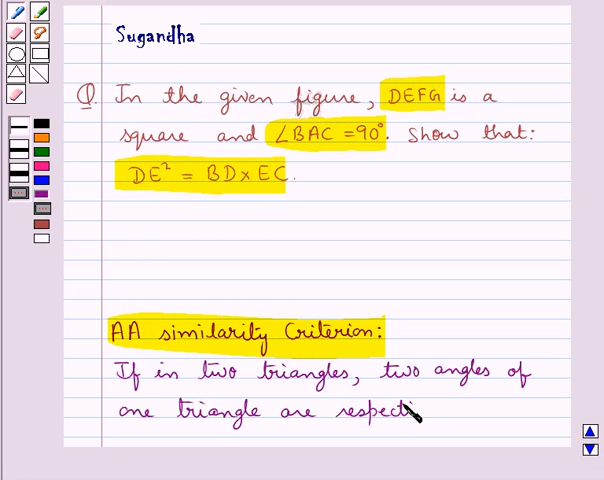 Sugandha
Q. In the given figure, DEFG is a
square and ∠BAC = 90°. Show that:
DE² = BD × EC.
AA similarity Criterion:
If in two triangles, two angles of
one triangle are respecti